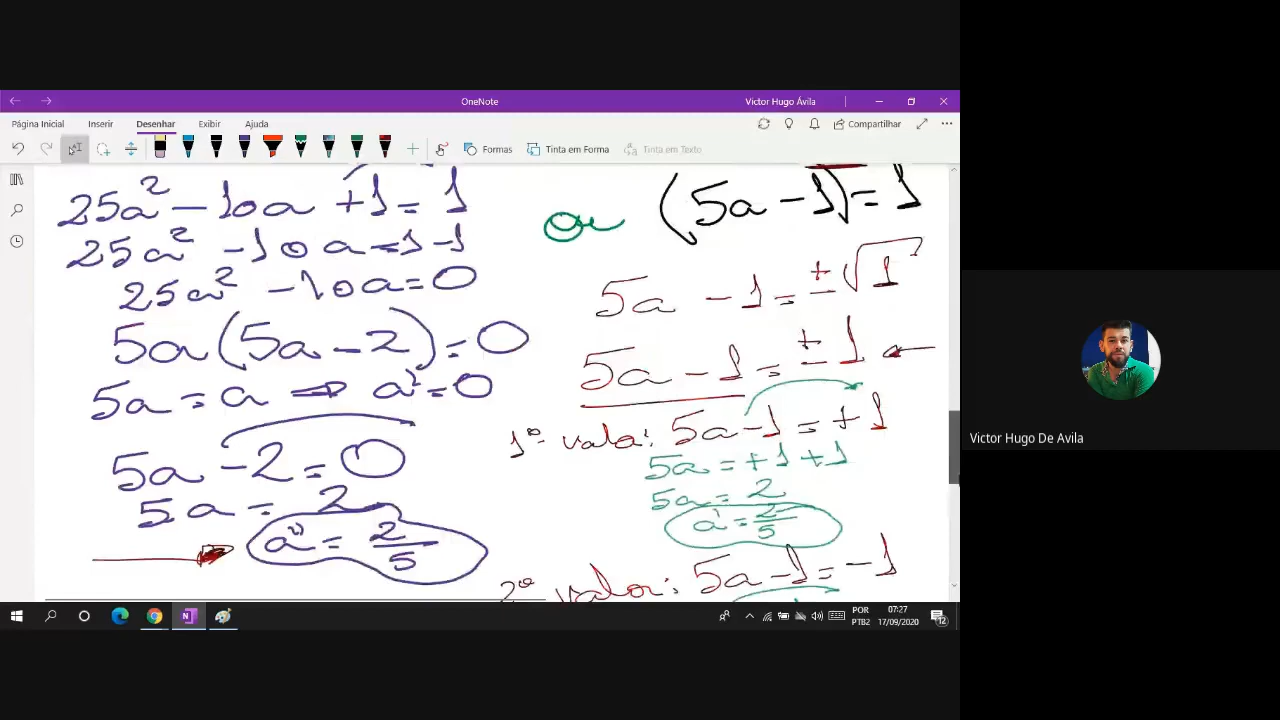 OneNote
Victor Hugo Ávila
Página Inicial Inserir Desenhar Exibir Ajuda
Compartilhar
Formas Tinta em Forma Tinta em Texto
25a² - 10a + 1 = 1
25a² - 10a = 1 - 1
25a² - 10a = 0
5a(5a - 2) = 0
5a = a ⇒ a' = 0
5a - 2 = 0
5a = 2
a'' = 2/5
ou (5a - 1) = 1
5a - 1 = ±√1
5a - 1 = ± 1
1º valor: 5a - 1 = + 1
5a = +1 +1
5a = 2
a' = 2/5
2º valor: 5a - 1 = -1
Victor Hugo De Avila
POR
PTB2
07:27
17/09/2020
12